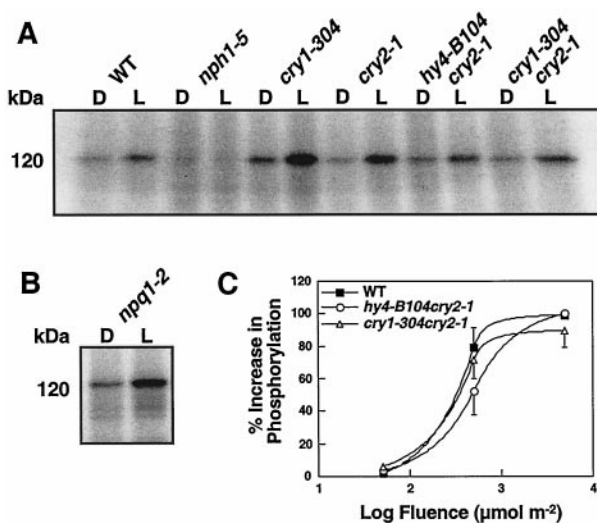 A
WT
nph1-5
cry1-304
cry2-1
hy4-B104
cry2-1
cry1-304
cry2-1
kDa
D L D L D L D L D L D L
120
B
npq1-2
kDa
D L
120
C
WT
hy4-B104cry2-1
cry1-304cry2-1
% Increase in
Phosphorylation
120
100
80
60
40
20
0
1 2 3 4
Log Fluence (μmol m-2)